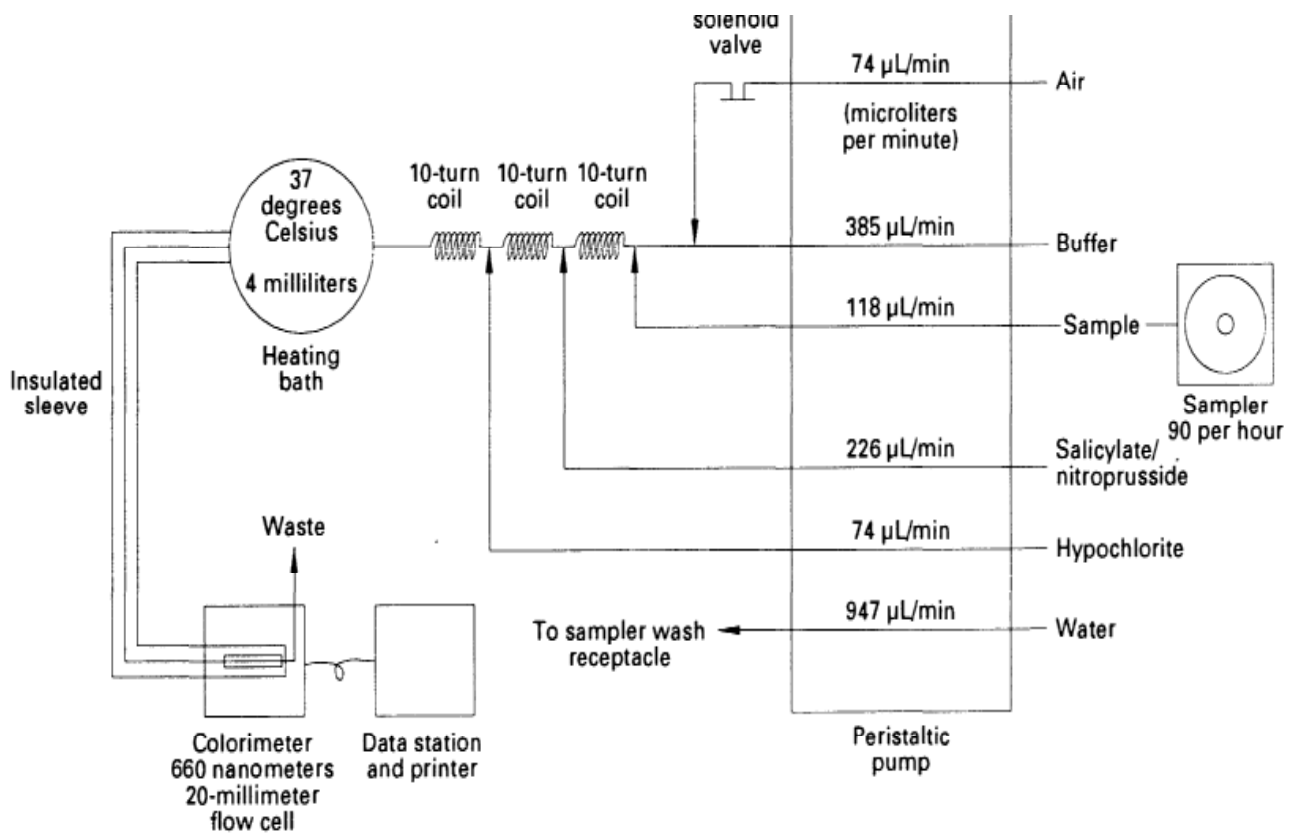 solenoid
valve
74 µL/min
Air
(microliters
per minute)
10-turn
coil
10-turn
coil
10-turn
coil
37
degrees
Celsius
4 milliliters
Heating
bath
385 µL/min
Buffer
118 µL/min
Sample
Sampler
90 per hour
Insulated
sleeve
226 µL/min
Salicylate/
nitroprusside
Waste
74 µL/min
Hypochlorite
947 µL/min
Water
To sampler wash
receptacle
Colorimeter
660 nanometers
20-millimeter
flow cell
Data station
and printer
Peristaltic
pump